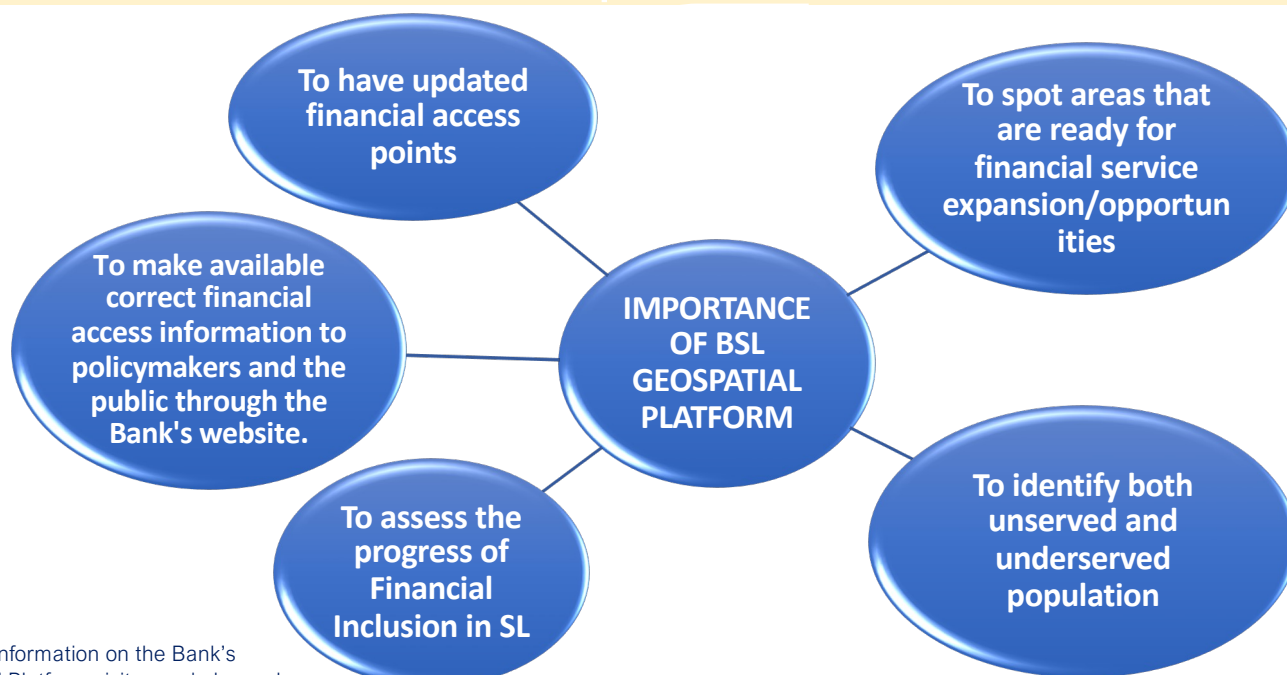 To have updated
financial access
points
To spot areas that
are ready for
financial service
expansion/opportun
ities
To make available
correct financial
access information to
policymakers and the
public through the
Bank's website.
IMPORTANCE
OF BSL
GEOSPATIAL
PLATFORM
To assess the
progress of
Financial
Inclusion in SL
To identify both
unserved and
underserved
population
nformation on the Bank's